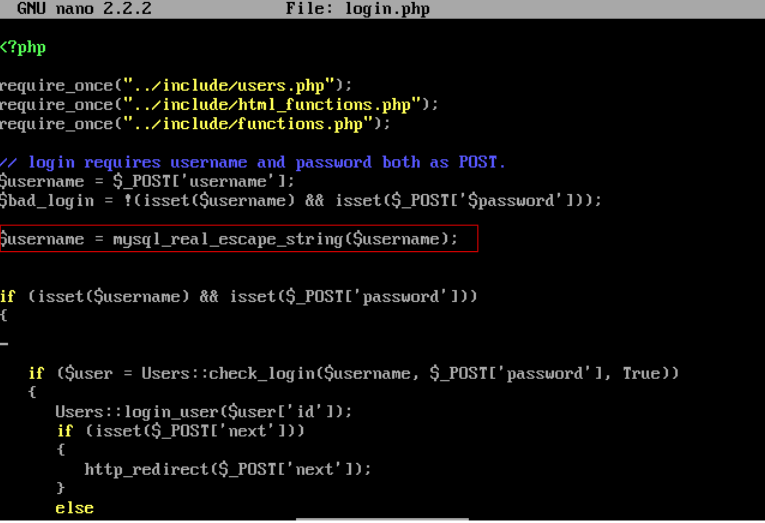 GNU nano 2.2.2 File: login.php
<?php
require_once("../include/users.php");
require_once("../include/html_functions.php");
require_once("../include/functions.php");
// login requires username and password both as POST.
$username = $_POST['username'];
$bad_login = !(isset($username) && isset($_POST['$password']));
$username = mysql_real_escape_string($username);
if (isset($username) && isset($_POST['password']))
{
if ($user = Users::check_login($username, $_POST['password'], True))
{
Users::login_user($user['id']);
if (isset($_POST['next']))
{
http_redirect($_POST['next']);
}
else